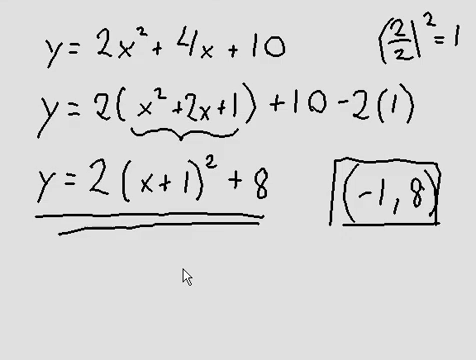 y = 2x² + 4x + 10
(2/2)² = 1
y = 2(x² + 2x + 1) + 10 - 2(1)
y = 2(x + 1)² + 8
(-1, 8)